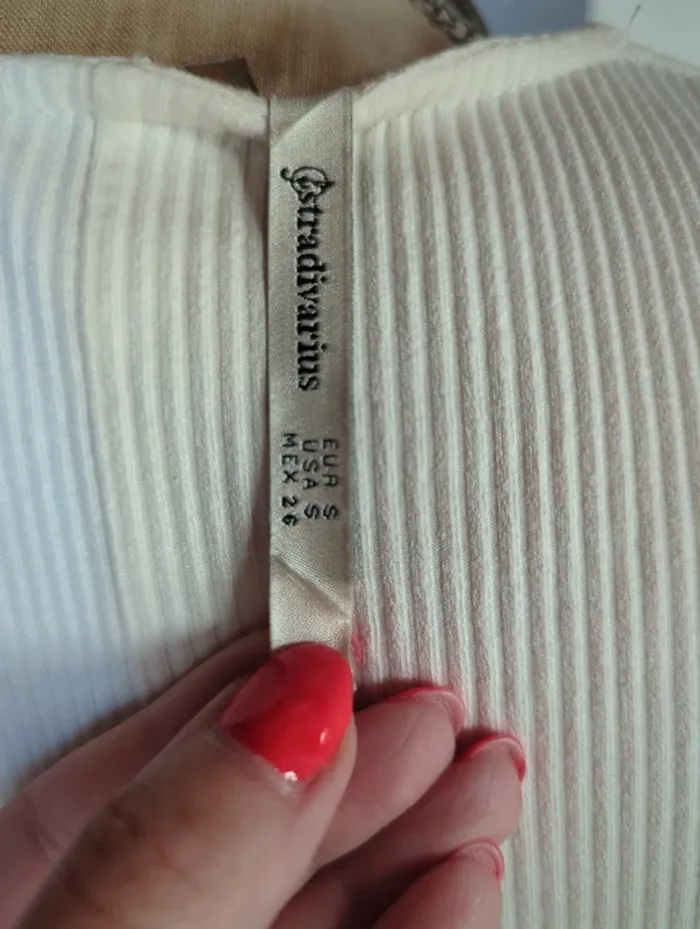 stradivarius
EUR S
USA S
MEX 26